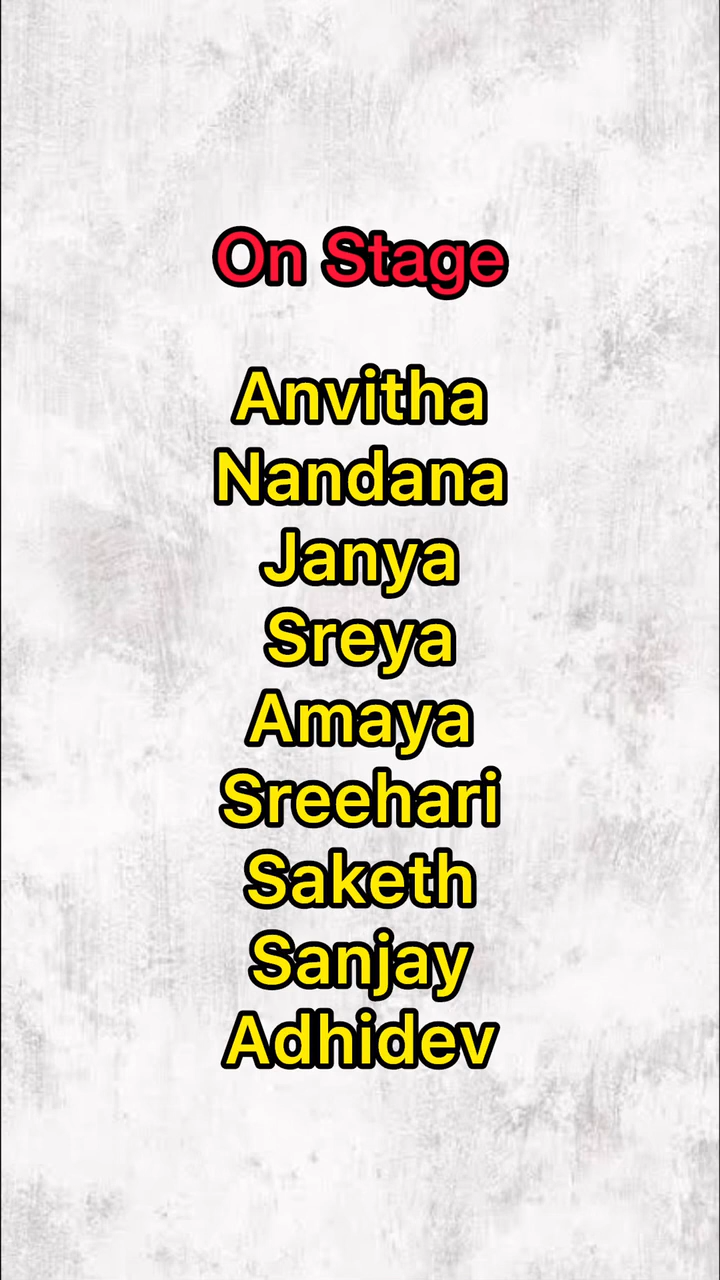 On Stage
Anvitha
Nandana
Janya
Sreya
Amaya
Sreehari
Saketh
Sanjay
Adhidev